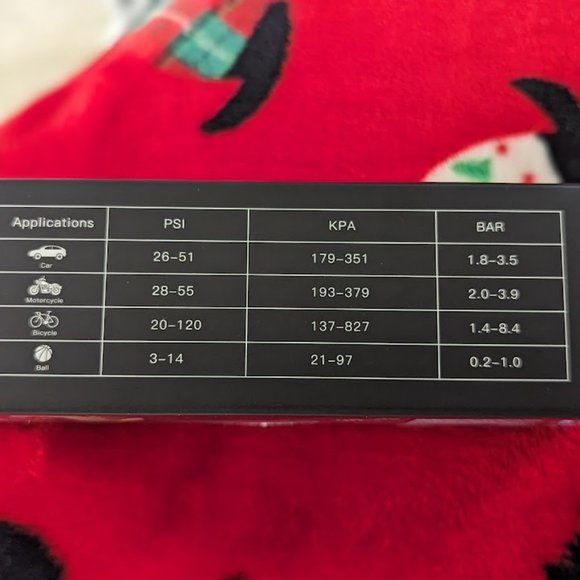 Applications PSI KPA BAR
Car 26-51 179-351 1.8-3.5
Motorcycle 28-55 193-379 2.0-3.9
Bicycle 20-120 137-827 1.4-8.4
Ball 3-14 21-97 0.2-1.0